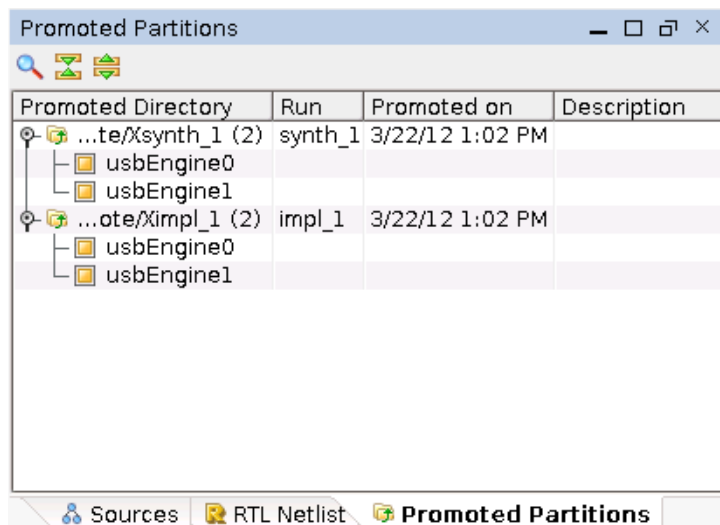 Promoted Partitions
Promoted Directory Run Promoted on Description
...te/Xsynth_1 (2) synth_1 3/22/12 1:02 PM
usbEngine0
usbEngine1
...ote/Ximpl_1 (2) impl_1 3/22/12 1:02 PM
usbEngine0
usbEngine1
Sources RTL Netlist Promoted Partitions